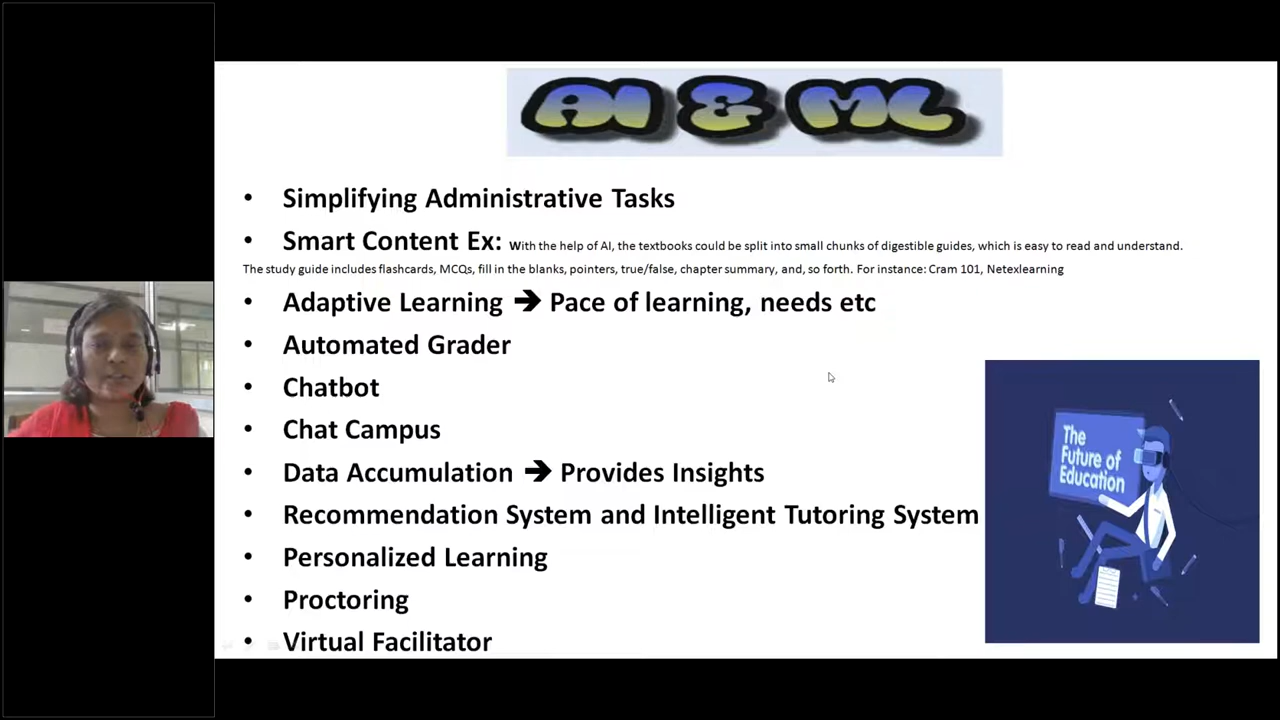 AI & ML
• Simplifying Administrative Tasks
• Smart Content Ex: With the help of AI, the textbooks could be split into small chunks of digestible guides, which is easy to read and understand.
The study guide includes flashcards, MCQs, fill in the blanks, pointers, true/false, chapter summary, and, so forth. For instance: Cram 101, Netexlearning
• Adaptive Learning ➔ Pace of learning, needs etc
• Automated Grader
• Chatbot
• Chat Campus
• Data Accumulation ➔ Provides Insights
• Recommendation System and Intelligent Tutoring System
• Personalized Learning
• Proctoring
• Virtual Facilitator
The
Future of
Education